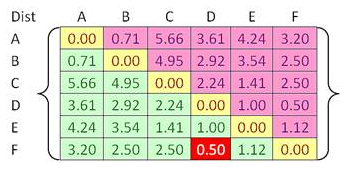 Dist A B C D E F
A 0.00 0.71 5.66 3.61 4.24 3.20
B 0.71 0.00 4.95 2.92 3.54 2.50
C 5.66 4.95 0.00 2.24 1.41 2.50
D 3.61 2.92 2.24 0.00 1.00 0.50
E 4.24 3.54 1.41 1.00 0.00 1.12
F 3.20 2.50 2.50 0.50 1.12 0.00